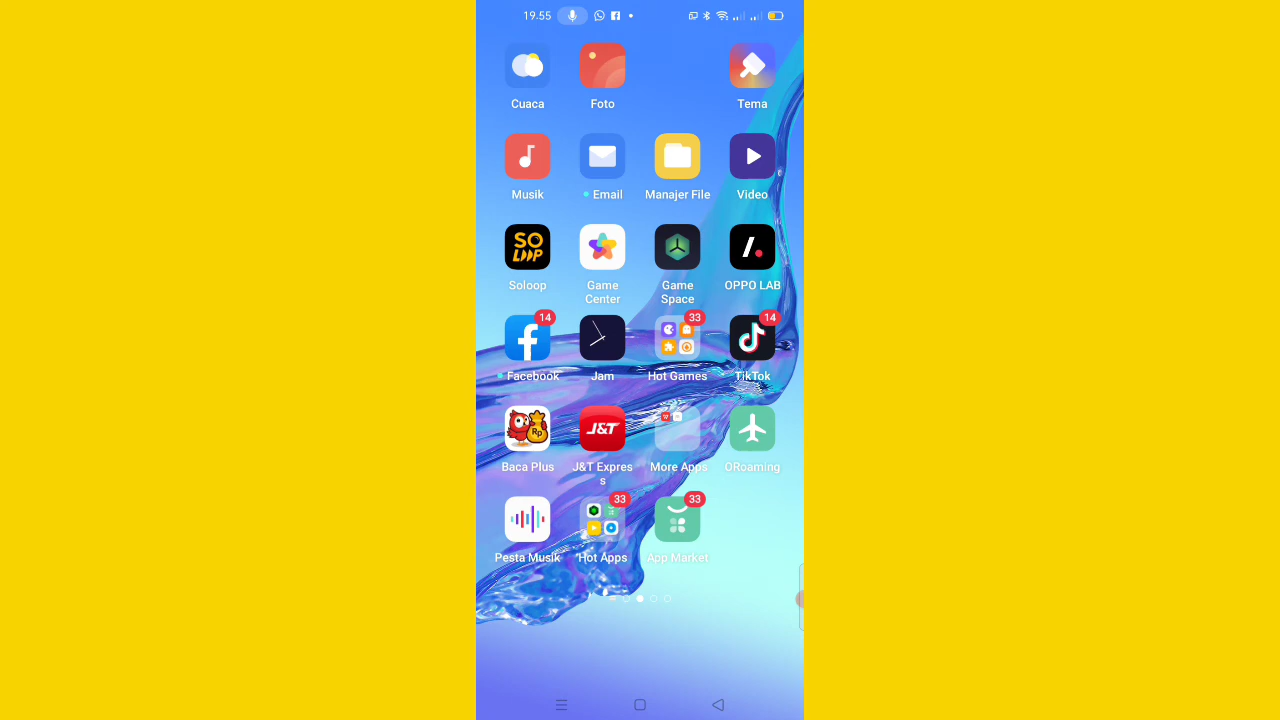 19.55
Cuaca
Foto
Tema
Musik
Email
Manajer File
Video
SO
LOOP
Soloop
Game
Center
Game
Space
OPPO LAB
14
33
14
Facebook
Jam
Hot Games
TikTok
Rp
J&T
Baca Plus
J&T Expres
s
More Apps
ORoaming
33
33
Pesta Musik
Hot Apps
App Market